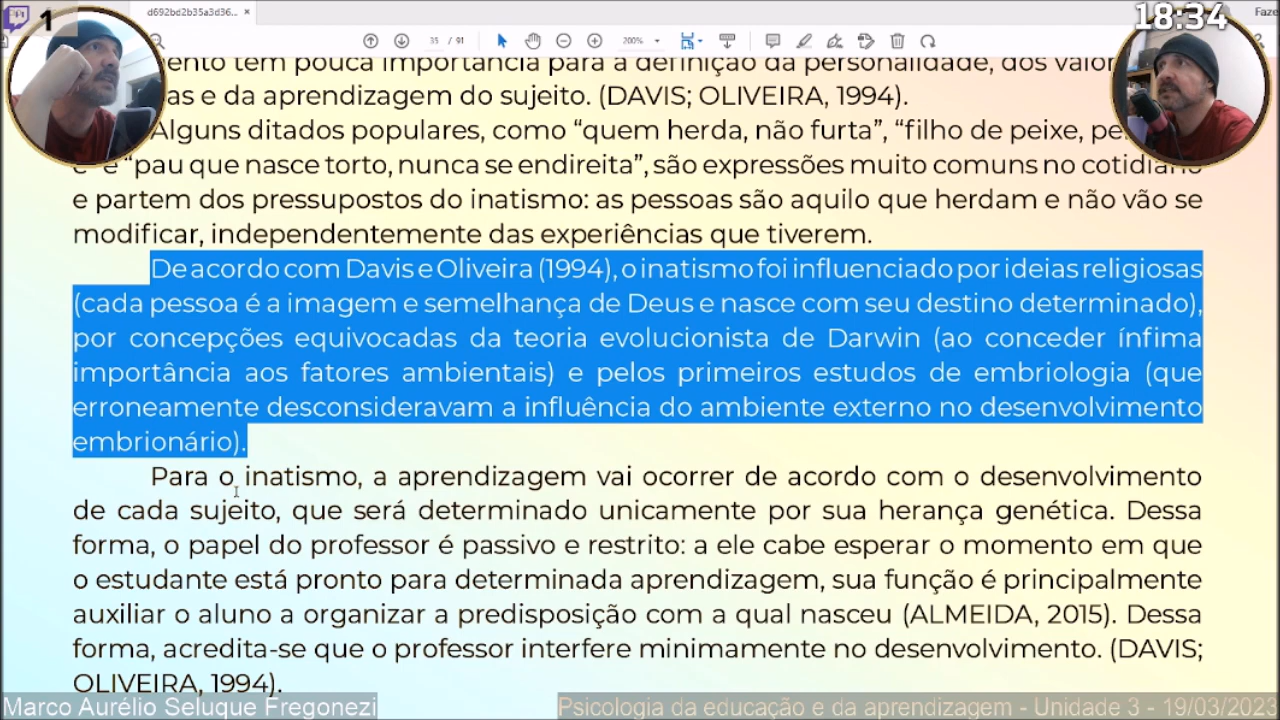 d692bd2b35a3d36...
1
18:34
Faze
35 / 91
200%
ento tem pouca importância para a definição da personalidade, dos valor
as e da aprendizagem do sujeito. (DAVIS; OLIVEIRA, 1994).
Alguns ditados populares, como “quem herda, não furta”, “filho de peixe, pe
e “pau que nasce torto, nunca se endireita”, são expressões muito comuns no cotidiano
e partem dos pressupostos do inatismo: as pessoas são aquilo que herdam e não vão se
modificar, independentemente das experiências que tiverem.
De acordo com Davis e Oliveira (1994), o inatismo foi influenciado por ideias religiosas
(cada pessoa é a imagem e semelhança de Deus e nasce com seu destino determinado),
por concepções equivocadas da teoria evolucionista de Darwin (ao conceder ínfima
importância aos fatores ambientais) e pelos primeiros estudos de embriologia (que
erroneamente desconsideravam a influência do ambiente externo no desenvolvimento
embrionário).
Para o inatismo, a aprendizagem vai ocorrer de acordo com o desenvolvimento
de cada sujeito, que será determinado unicamente por sua herança genética. Dessa
forma, o papel do professor é passivo e restrito: a ele cabe esperar o momento em que
o estudante está pronto para determinada aprendizagem, sua função é principalmente
auxiliar o aluno a organizar a predisposição com a qual nasceu (ALMEIDA, 2015). Dessa
forma, acredita-se que o professor interfere minimamente no desenvolvimento. (DAVIS;
OLIVEIRA, 1994).
Marco Aurélio Seluque Fregonezi
Psicologia da educação e da aprendizagem - Unidade 3 - 19/03/2023